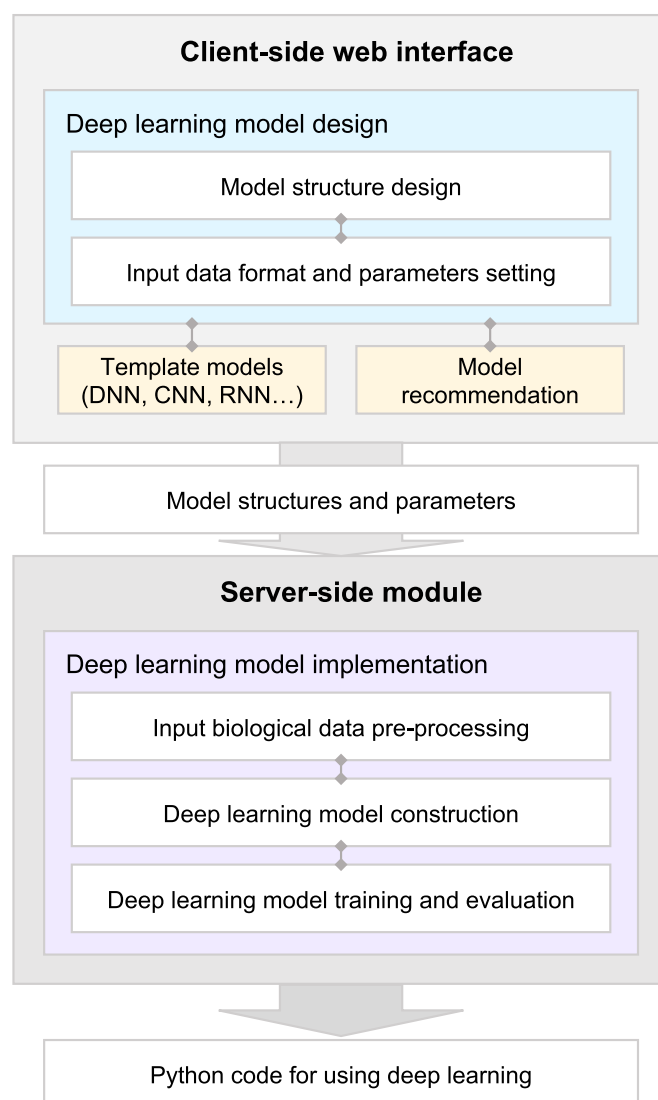 Client-side web interface
Deep learning model design
Model structure design
Input data format and parameters setting
Template models
(DNN, CNN, RNN…)
Model
recommendation
Model structures and parameters
Server-side module
Deep learning model implementation
Input biological data pre-processing
Deep learning model construction
Deep learning model training and evaluation
Python code for using deep learning